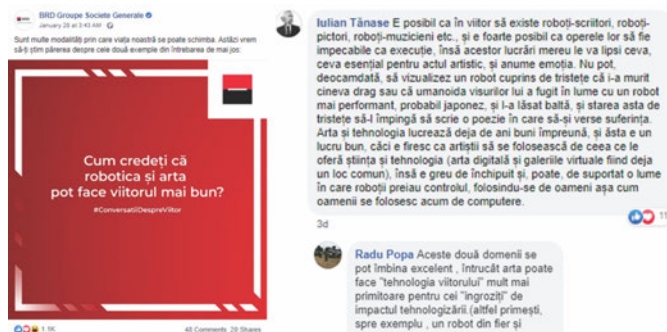 BRD Groupe Societe Generale
January 28 at 3:43 AM
Sunt multe modalități prin care viața noastră se poate schimba. Astăzi vrem
să-ți știm părerea despre cele două exemplu din întrebarea de mai jos:
Cum credeți că
robotica și arta
pot face viitorul mai bun?
#ConversatiiDespreViitor
1.1K
48 Comments 29 Shares
Iulian Tănase E posibil ca în viitor să existe roboți-scriitori, roboți-
pictori, roboți-muzicieni etc., și e foarte posibil ca operele lor să fie
impecabile ca execuție, însă acestor lucrări mereu le va lipsi ceva,
ceva esențial pentru actul artistic, și anume emoția. Nu pot,
deocamdată, să vizualizez un robot cuprins de tristețe că i-a murit
cineva drag sau că umanoida visurilor lui a fugit în lume cu un robot
mai performant, probabil japonez, și l-a lăsat baltă, și starea asta de
tristețe să-l împingă să scrie o poezie în care să-și verse suferința.
Arta și tehnologia lucrează deja de ani buni împreună, și ăsta e un
lucru bun, căci e firesc ca artiștii să se folosească de ceea ce le
oferă știința și tehnologia (arta digitală și galeriile virtuale fiind deja
un loc comun), însă e greu de închipuit și, poate, de suportat o lume
în care roboții preiau controlul, folosindu-se de oameni așa cum
oamenii se folosesc acum de computere.
11
3d
Radu Popa Aceste două domenii se
pot îmbina excelent , întrucât arta poate
face "tehnologia viitorului" mult mai
primitoare pentru cei "ingroziți" de
impactul tehnologizării.(altfel primești,
spre exemplu , un robot din fier și